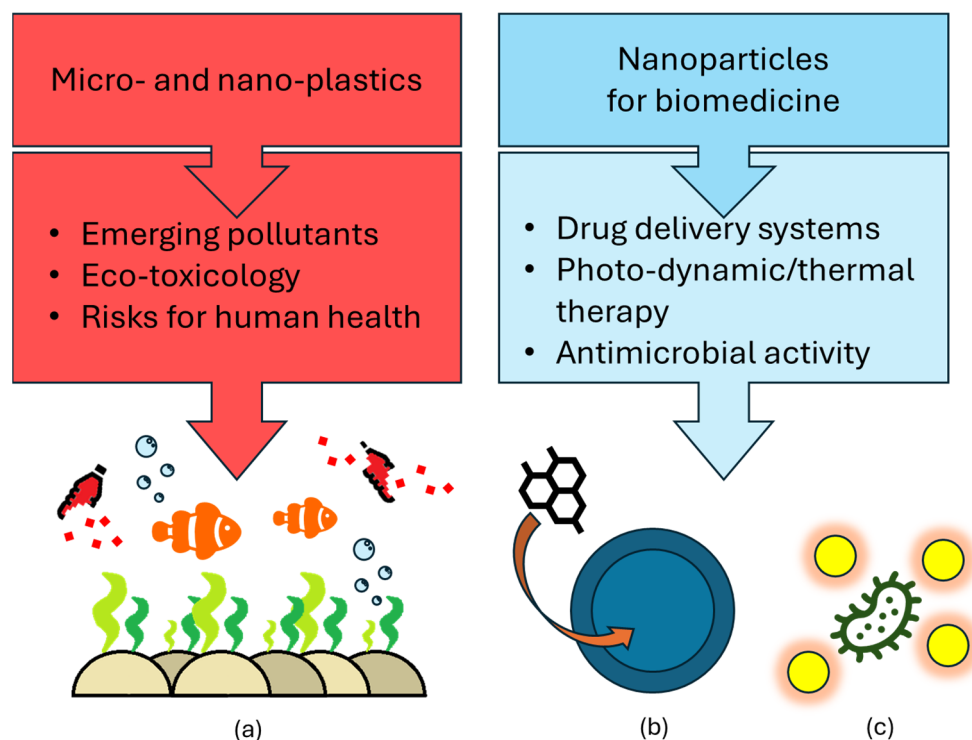 Micro- and nano-plastics
• Emerging pollutants
• Eco-toxicology
• Risks for human health
Nanoparticles
for biomedicine
• Drug delivery systems
• Photo-dynamic/thermal
therapy
• Antimicrobial activity
(a)
(b)
(c)